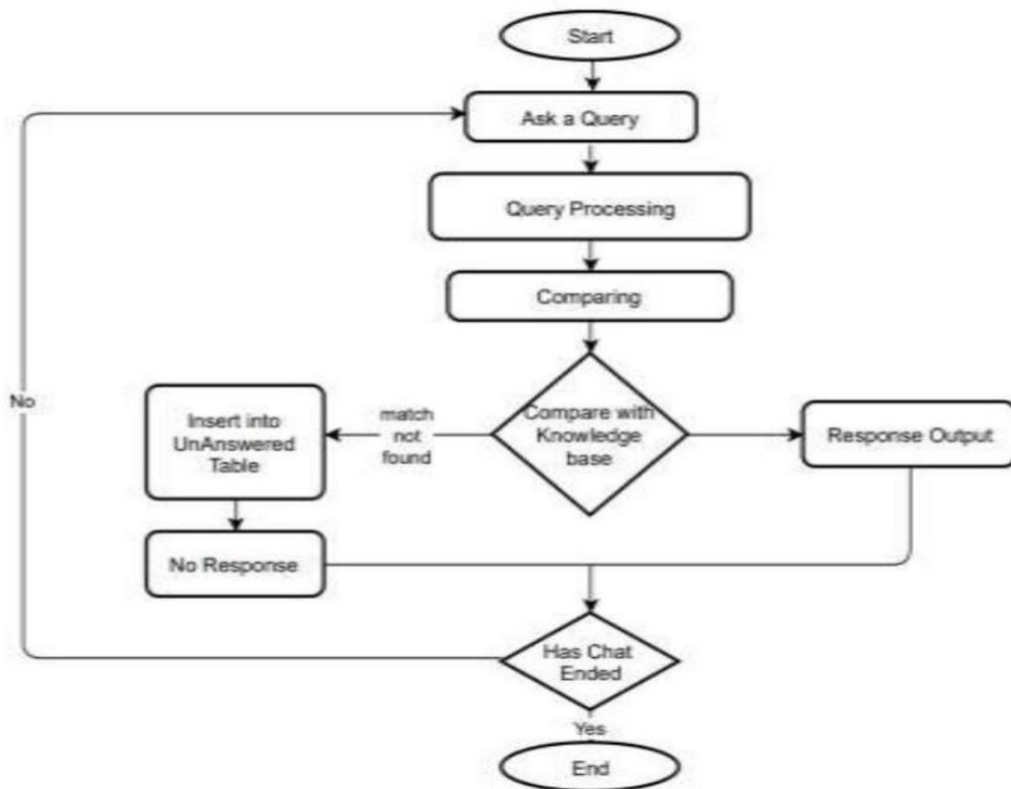 Start
Ask a Query
Query Processing
Comparing
Compare with
Knowledge
base
match
not
found
Insert into
UnAnswered
Table
Response Output
No Response
No
Has Chat
Ended
Yes
End